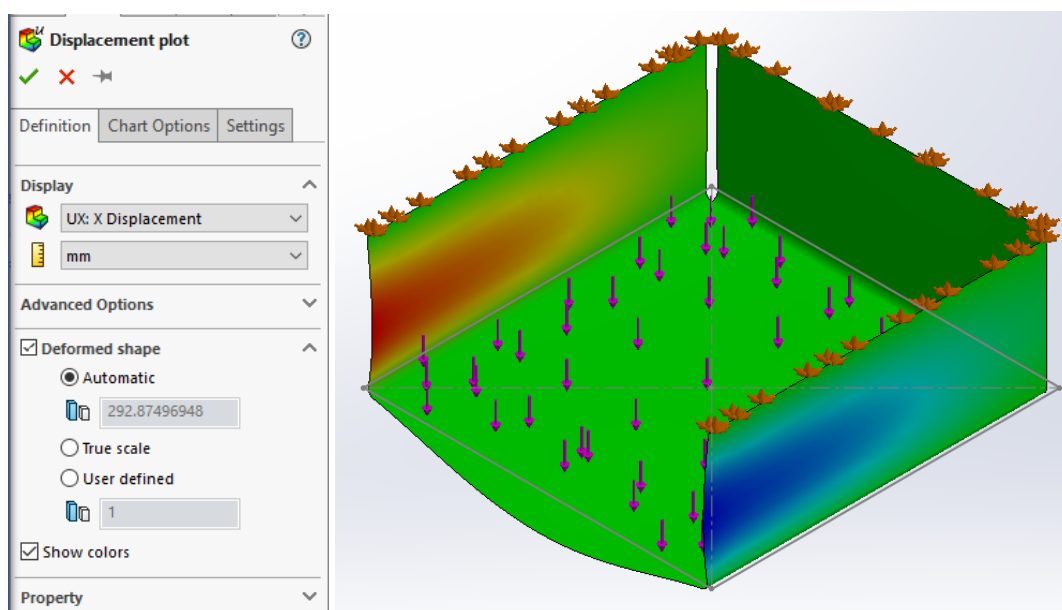 Displacement plot
Definition Chart Options Settings
Display
UX: X Displacement
mm
Advanced Options
Deformed shape
Automatic
292.87496948
True scale
User defined
1
Show colors
Property